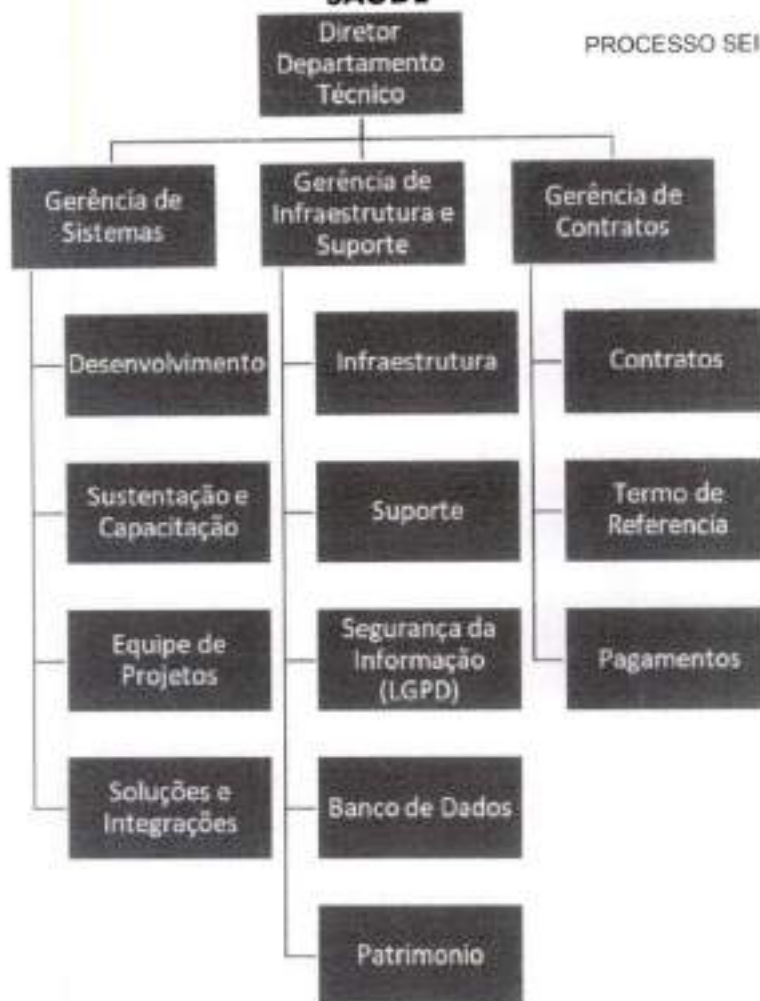 SAÚDE
PROCESSO SEI
Diretor
Departamento
Técnico
Gerência de
Sistemas
Gerência de
Infraestrutura e
Suporte
Gerência de
Contratos
Desenvolvimento
Infraestrutura
Contratos
Sustentação e
Capacitação
Suporte
Termo de
Referencia
Equipe de
Projetos
Segurança da
Informação
(LGPD)
Pagamentos
Soluções e
Integrações
Banco de Dados
Patrimonio